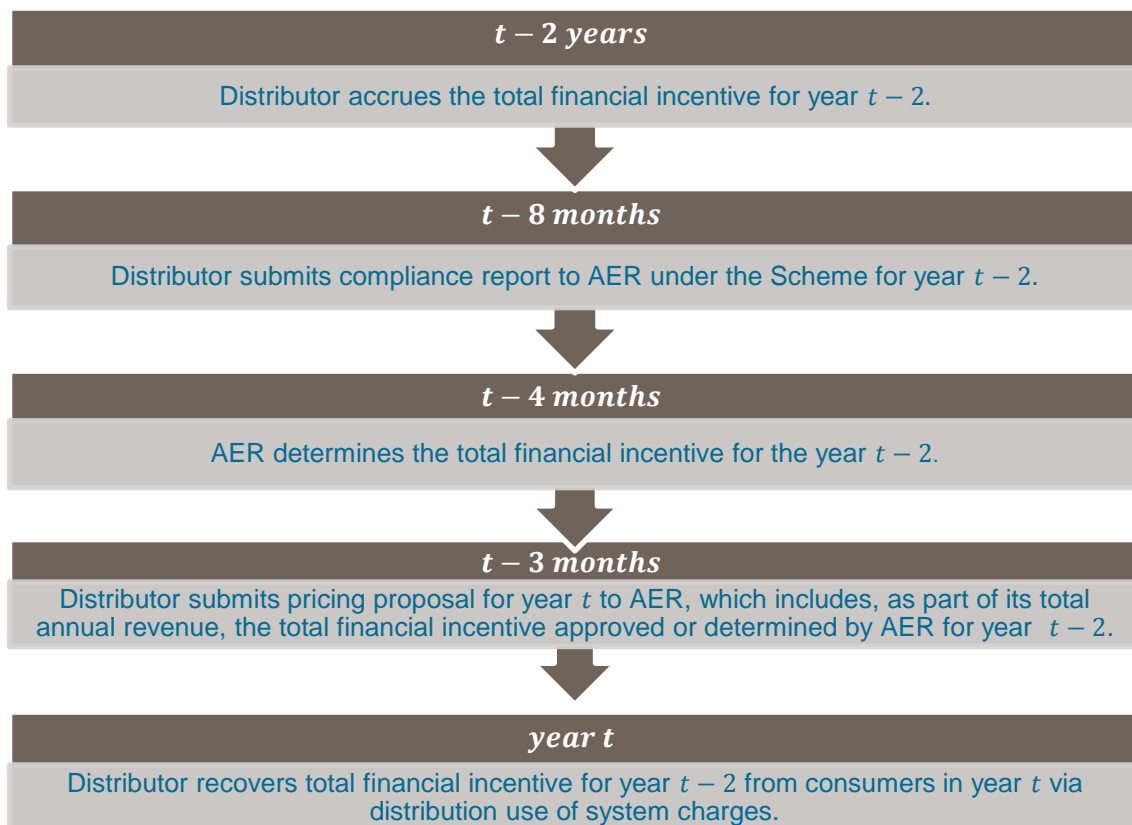 t − 2 years
Distributor accrues the total financial incentive for year t − 2.
t − 8 months
Distributor submits compliance report to AER under the Scheme for year t − 2.
t − 4 months
AER determines the total financial incentive for the year t − 2.
t − 3 months
Distributor submits pricing proposal for year t to AER, which includes, as part of its total
annual revenue, the total financial incentive approved or determined by AER for year t − 2.
year t
Distributor recovers total financial incentive for year t − 2 from consumers in year t via
distribution use of system charges.